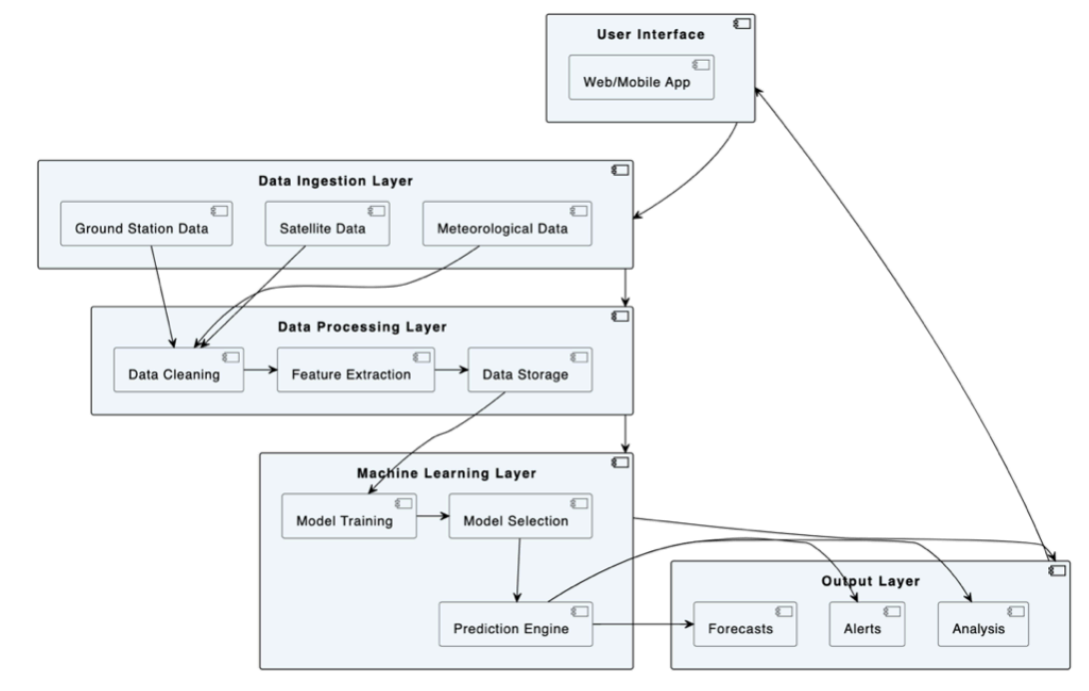 User Interface
Web/Mobile App
Data Ingestion Layer
Ground Station Data
Satellite Data
Meteorological Data
Data Processing Layer
Data Cleaning
Feature Extraction
Data Storage
Machine Learning Layer
Model Training
Model Selection
Prediction Engine
Output Layer
Forecasts
Alerts
Analysis